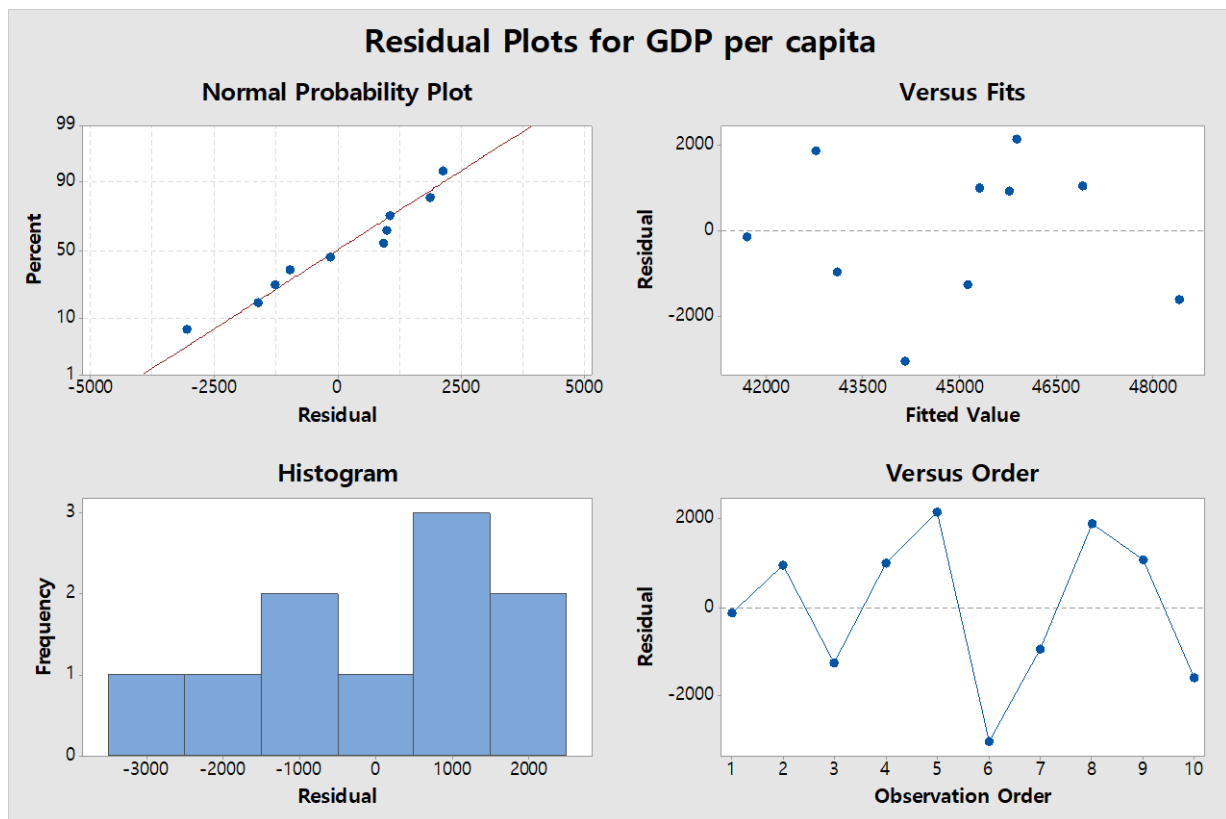 Residual Plots for GDP per capita
Normal Probability Plot
99
90
50
10
1
Percent
-5000 -2500 0 2500 5000
Residual
Versus Fits
2000
0
-2000
Residual
42000 43500 45000 46500 48000
Fitted Value
Histogram
3
2
1
0
Frequency
-3000 -2000 -1000 0 1000 2000
Residual
Versus Order
2000
0
-2000
Residual
1 2 3 4 5 6 7 8 9 10
Observation Order